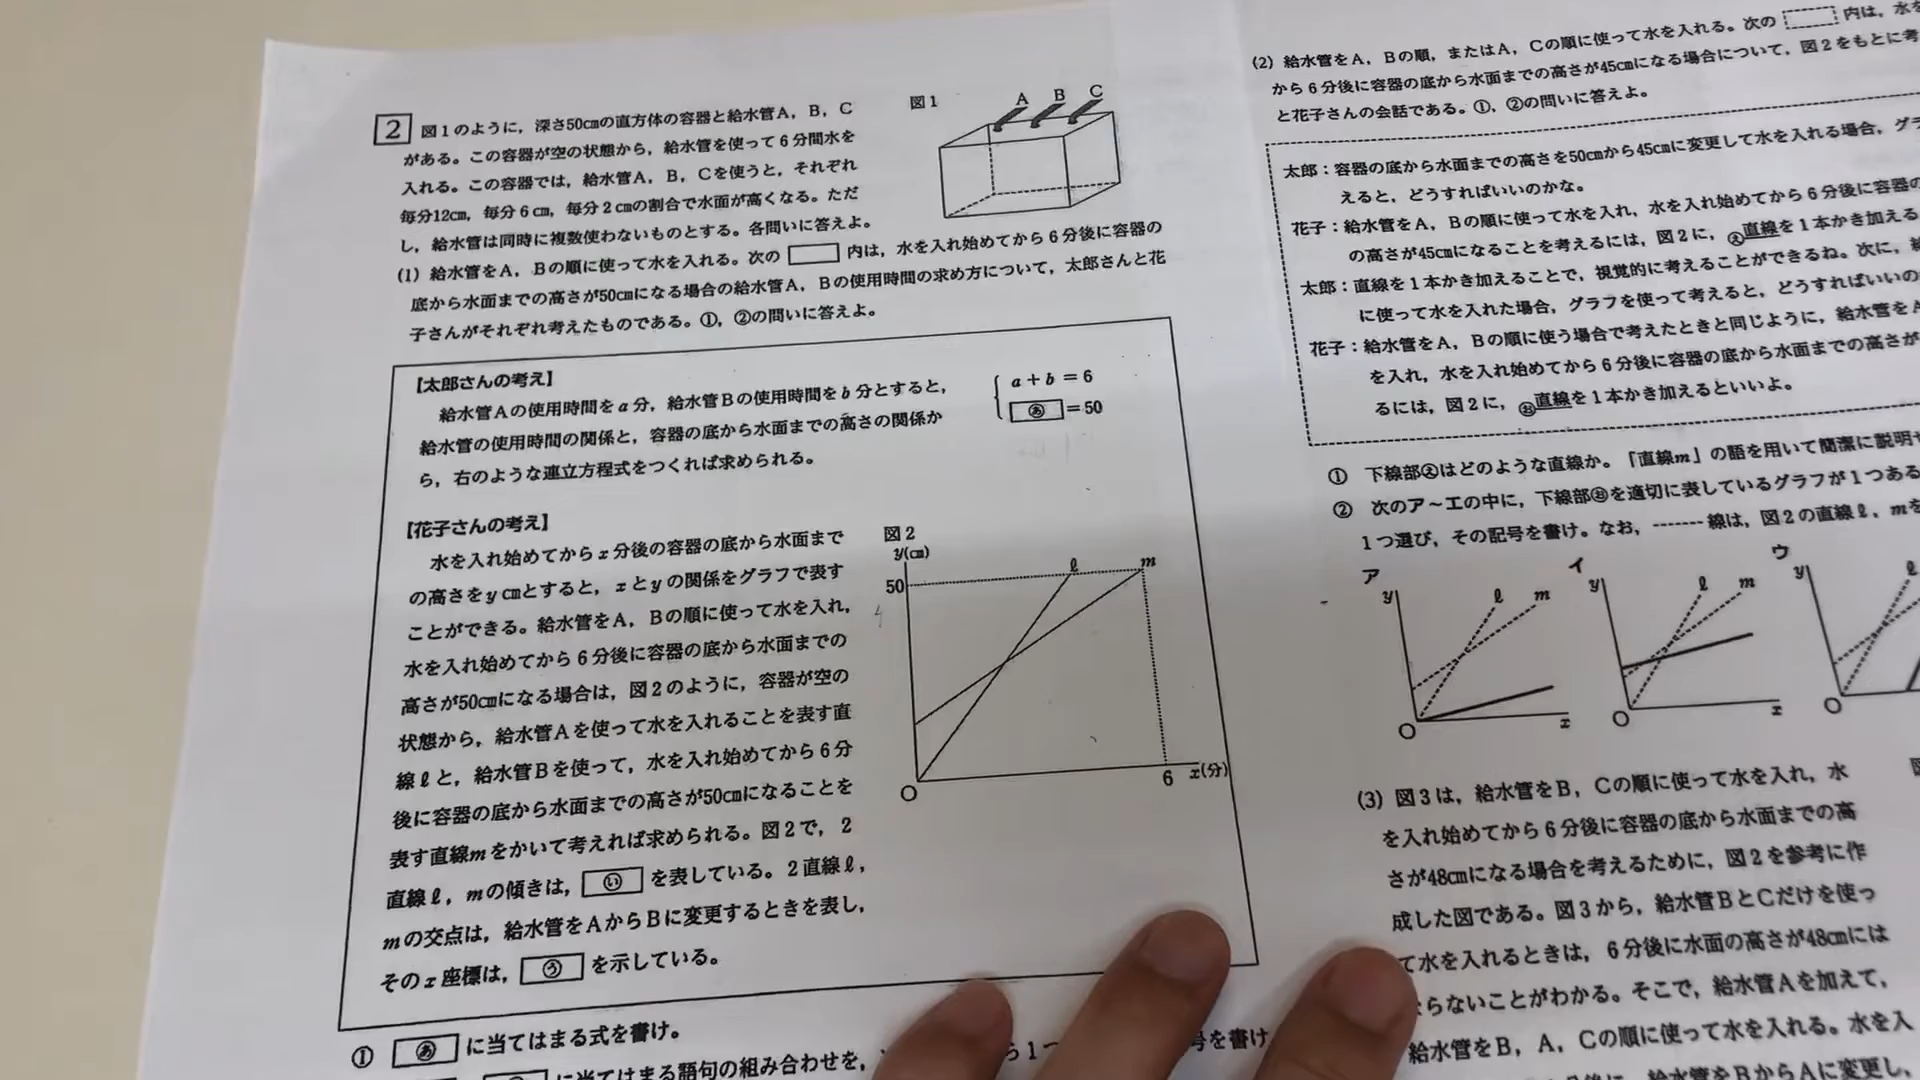 2 図1のように，深さ50cmの直方体の容器と給水管A，B，C
がある。この容器が空の状態から，給水管を使って6分間水を
入れる。この容器では，給水管A，B，Cを使うと，それぞれ
毎分12cm，毎分6cm，毎分2cmの割合で水面が高くなる。ただ
し，給水管は同時に複数使わないものとする。各問いに答えよ。
図1
A B C
(1) 給水管をA，Bの順に使って水を入れる。次の 内は，水を入れ始めてから6分後に容器の
底から水面までの高さが50cmになる場合の給水管A，Bの使用時間の求め方について，太郎さんと花
子さんがそれぞれ考えたものである。①，②の問いに答えよ。
【太郎さんの考え】
給水管Aの使用時間をa分，給水管Bの使用時間をb分とすると，
給水管の使用時間の関係と，容器の底から水面までの高さの関係か
ら，右のような連立方程式をつくれば求められる。
a＋b＝6
あ＝50
【花子さんの考え】
水を入れ始めてからx分後の容器の底から水面まで
の高さをycmとすると，xとyの関係をグラフで表す
ことができる。給水管をA，Bの順に使って水を入れ，
水を入れ始めてから6分後に容器の底から水面までの
高さが50cmになる場合は，図2のように，容器が空の
状態から，給水管Aを使って水を入れることを表す直
線ℓと，給水管Bを使って，水を入れ始めてから6分
後に容器の底から水面までの高さが50cmになることを
表す直線mをかいて考えれば求められる。図2で，2
直線ℓ，mの傾きは， い を表している。2直線ℓ，
mの交点は，給水管をAからBに変更するときを表し，
そのx座標は， う を示している。
図2
y(cm)
50
ℓ m
O
6 x(分)
① あ に当てはまる式を書け。
に当てはまる語句の組み合わせを，
号を書け
(2) 給水管をA，Bの順，またはA，Cの順に使って水を入れる。次の 内は，水を
から6分後に容器の底から水面までの高さが45cmになる場合について，図2をもとに考
と花子さんの会話である。①，②の問いに答えよ。
太郎：容器の底から水面までの高さを50cmから45cmに変更して水を入れる場合，グラ
えると，どうすればいいのかな。
花子：給水管をA，Bの順に使って水を入れ，水を入れ始めてから6分後に容器の
の高さが45cmになることを考えるには，図2に，え直線を1本かき加える
太郎：直線を1本かき加えることで，視覚的に考えることができるね。次に，給
に使って水を入れた場合，グラフを使って考えると，どうすればいいの
花子：給水管をA，Bの順に使う場合で考えたときと同じように，給水管をA
を入れ，水を入れ始めてから6分後に容器の底から水面までの高さが
るには，図2に，お直線を1本かき加えるといいよ。
① 下線部えはどのような直線か。「直線m」の語を用いて簡潔に説明せ
② 次のア〜エの中に，下線部おを適切に表しているグラフが1つある
1つ選び，その記号を書け。なお，-------線は，図2の直線ℓ，mを
ア
y ℓ m
O x
イ
y ℓ m
O x
ウ
y ℓ
O
(3) 図3は，給水管をB，Cの順に使って水を入れ，水
を入れ始めてから6分後に容器の底から水面までの高
さが48cmになる場合を考えるために，図2を参考に作
成した図である。図3から，給水管BとCだけを使っ
て水を入れるときは，6分後に水面の高さが48cmには
ならないことがわかる。そこで，給水管Aを加えて，
給水管をB，A，Cの順に使って水を入れる。水を入
給水管をBからAに変更し，